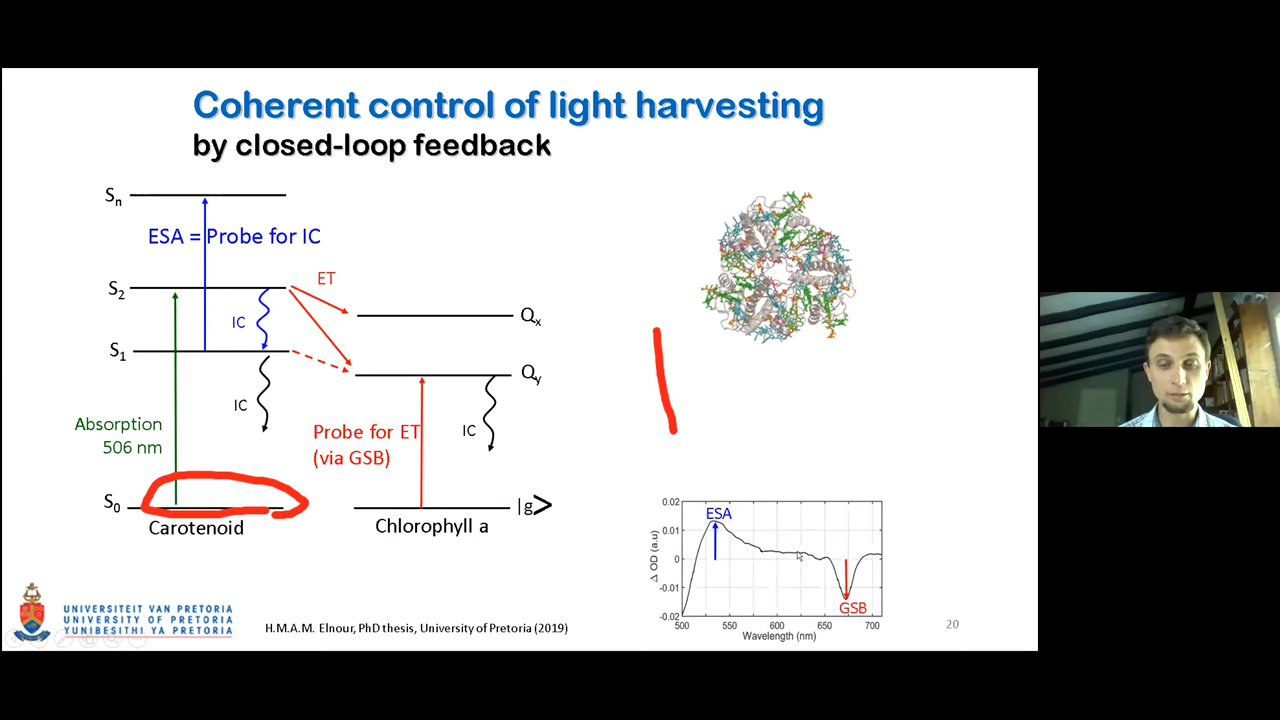 Coherent control of light harvesting
by closed-loop feedback
Sn
ESA = Probe for IC
S2
ET
IC
Qx
S1
Qy
IC
Absorption
506 nm
Probe for ET
(via GSB)
IC
S0
|g>
Carotenoid
Chlorophyll a
0.02
0.01
0
-0.01
-0.02
Δ OD (a.u)
ESA
GSB
500 550 600 650 700
Wavelength (nm)
UNIVERSITEIT VAN PRETORIA
UNIVERSITY OF PRETORIA
YUNIBESITHI YA PRETORIA
H.M.A.M. Elnour, PhD thesis, University of Pretoria (2019)
20